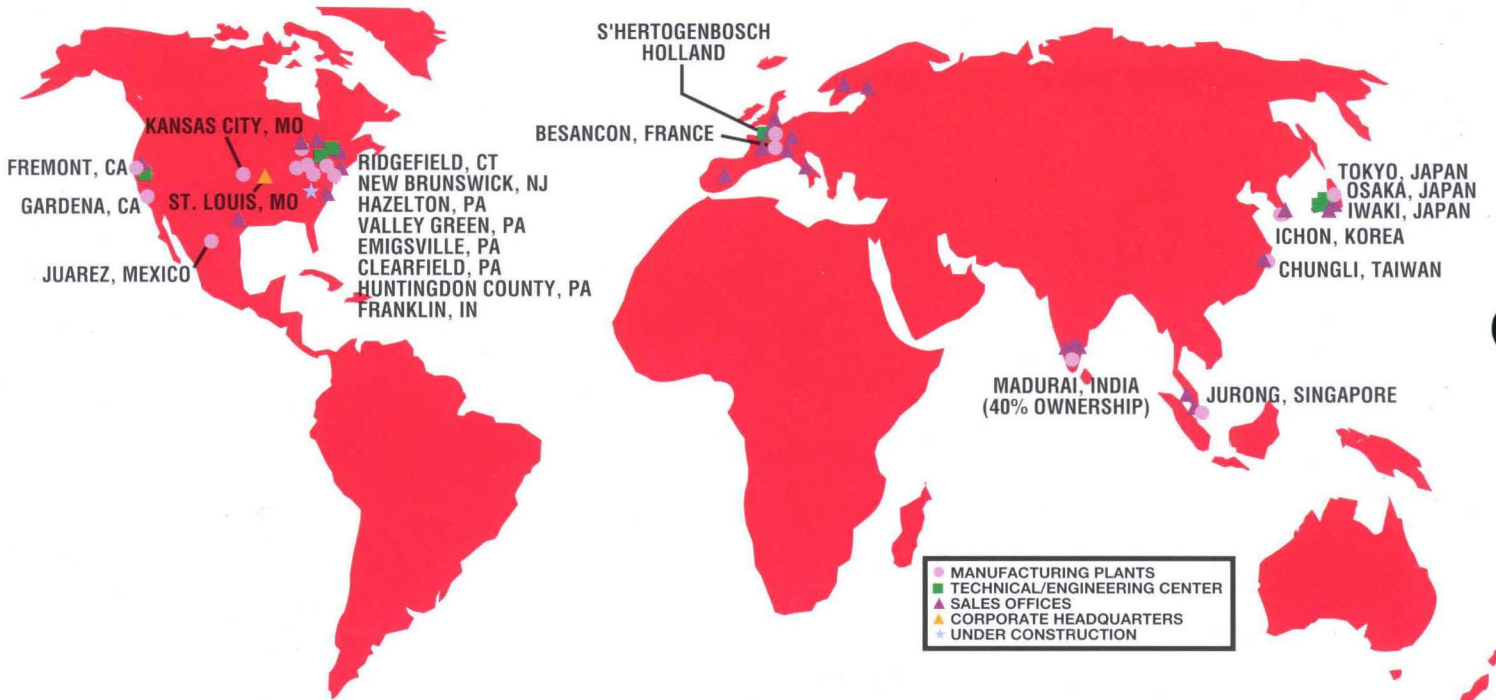 S'HERTOGENBOSCH
HOLLAND
KANSAS CITY, MO
BESANCON, FRANCE
FREMONT, CA
GARDENA, CA
ST. LOUIS, MO
JUAREZ, MEXICO
RIDGEFIELD, CT
NEW BRUNSWICK, NJ
HAZELTON, PA
VALLEY GREEN, PA
EMIGSVILLE, PA
CLEARFIELD, PA
HUNTINGDON COUNTY, PA
FRANKLIN, IN
TOKYO, JAPAN
OSAKA, JAPAN
IWAKI, JAPAN
ICHON, KOREA
CHUNGLI, TAIWAN
MADURAI, INDIA
(40% OWNERSHIP)
JURONG, SINGAPORE
MANUFACTURING PLANTS
TECHNICAL/ENGINEERING CENTER
SALES OFFICES
CORPORATE HEADQUARTERS
UNDER CONSTRUCTION